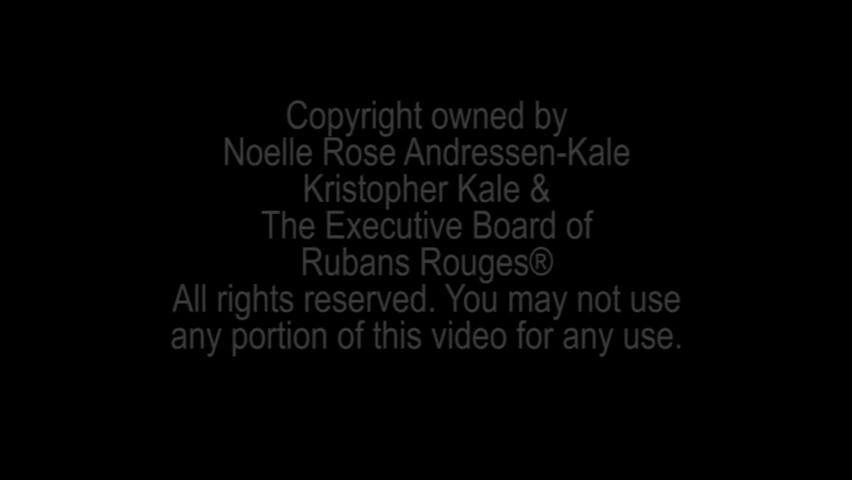 Copyright owned by
Noelle Rose Andressen-Kale
Kristopher Kale &
The Executive Board of
Rubans Rouges®
All rights reserved. You may not use
any portion of this video for any use.